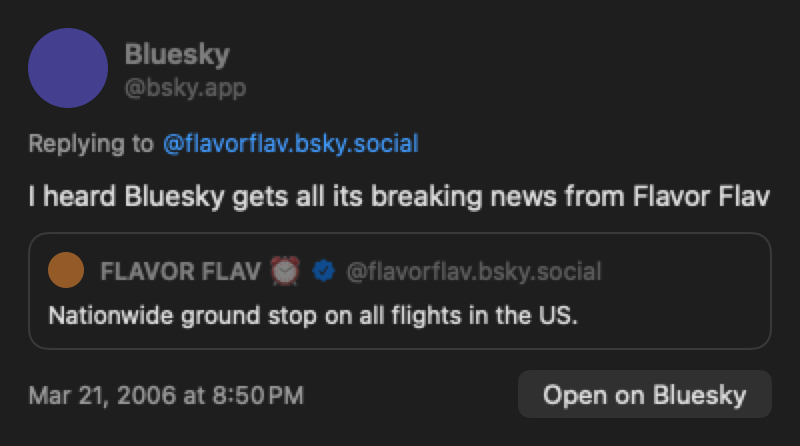 Bluesky
@bsky.app
Replying to @flavorflav.bsky.social
I heard Bluesky gets all its breaking news from Flavor Flav
FLAVOR FLAV ⏰ @flavorflav.bsky.social
Nationwide ground stop on all flights in the US.
Mar 21, 2006 at 8:50 PM
Open on Bluesky